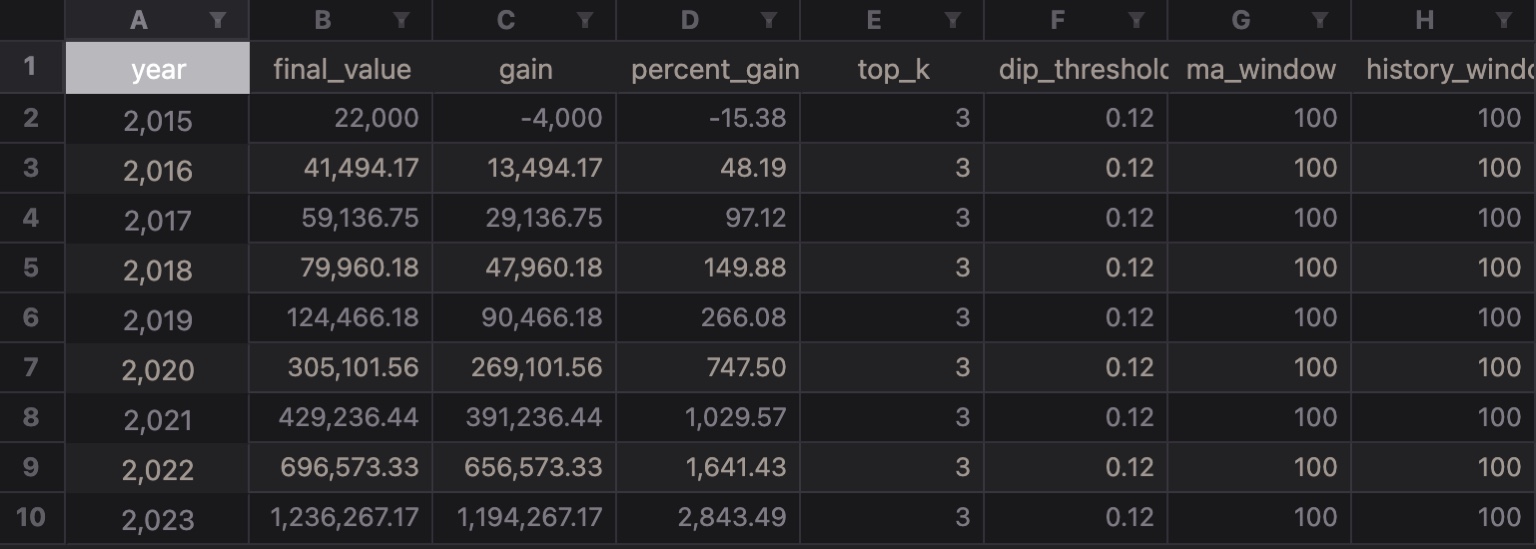 A B C D E F G H
1 year final_value gain percent_gain top_k dip_threshold ma_window history_windo
2 2,015 22,000 -4,000 -15.38 3 0.12 100 100
3 2,016 41,494.17 13,494.17 48.19 3 0.12 100 100
4 2,017 59,136.75 29,136.75 97.12 3 0.12 100 100
5 2,018 79,960.18 47,960.18 149.88 3 0.12 100 100
6 2,019 124,466.18 90,466.18 266.08 3 0.12 100 100
7 2,020 305,101.56 269,101.56 747.50 3 0.12 100 100
8 2,021 429,236.44 391,236.44 1,029.57 3 0.12 100 100
9 2,022 696,573.33 656,573.33 1,641.43 3 0.12 100 100
10 2,023 1,236,267.17 1,194,267.17 2,843.49 3 0.12 100 100